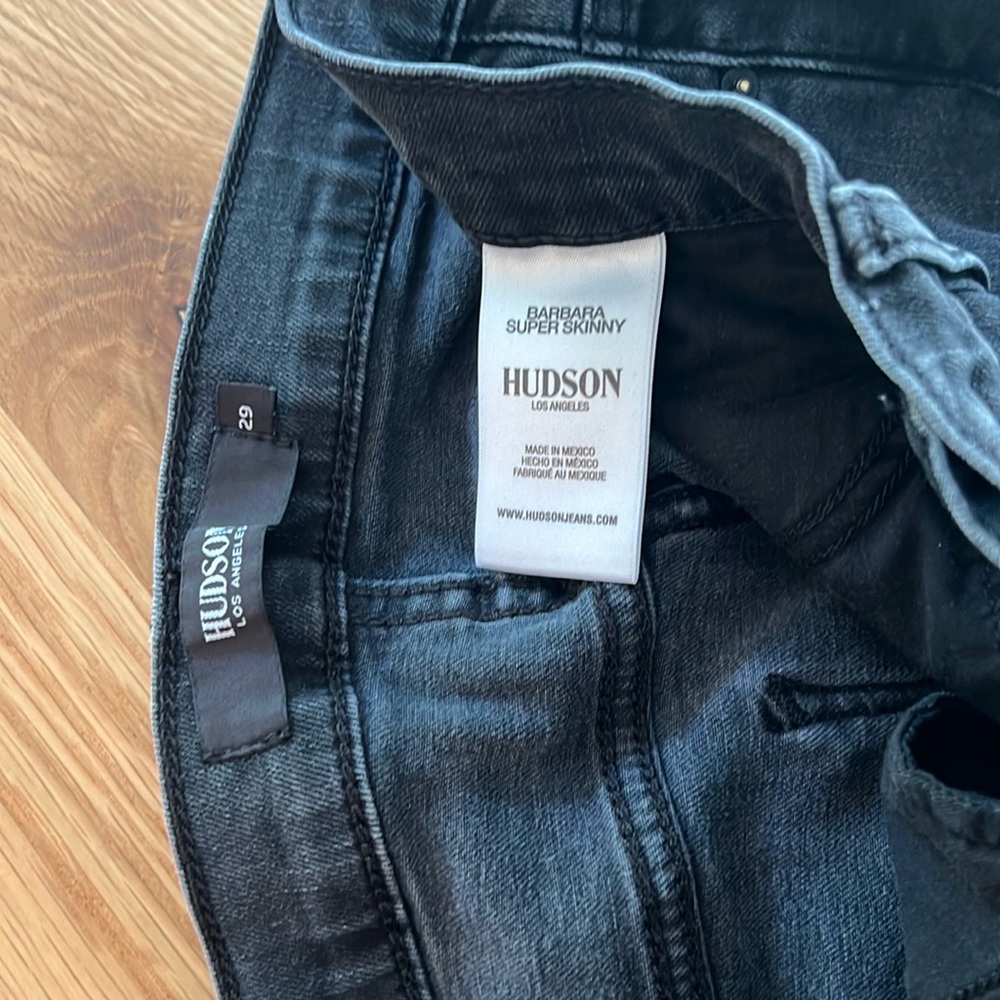 29
HUDSON
LOS ANGELES
BARBARA
SUPER SKINNY
HUDSON
LOS ANGELES
MADE IN MEXICO
HECHO EN MÉXICO
FABRIQUÉ AU MEXIQUE
WWW.HUDSONJEANS.COM